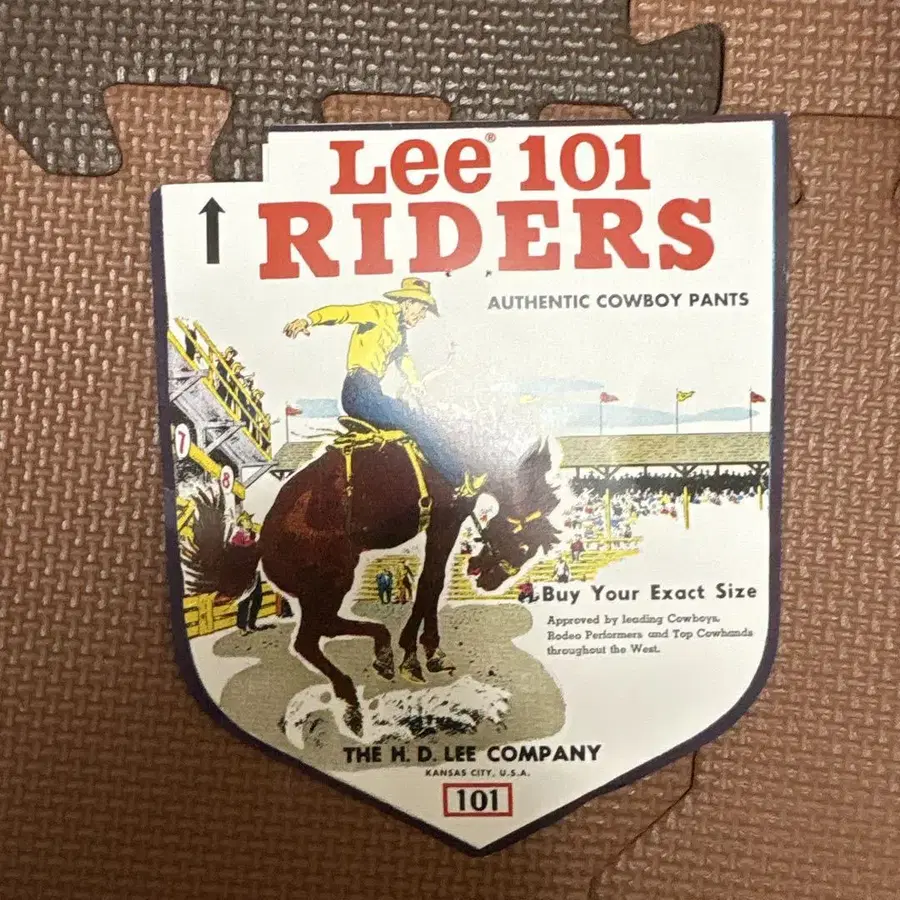 Lee® 101
RIDERS
AUTHENTIC COWBOY PANTS
7
8
Buy Your Exact Size
Approved by leading Cowboys,
Rodeo Performers and Top Cowhands
throughout the West.
THE H. D. LEE COMPANY
KANSAS CITY, U.S.A.
101